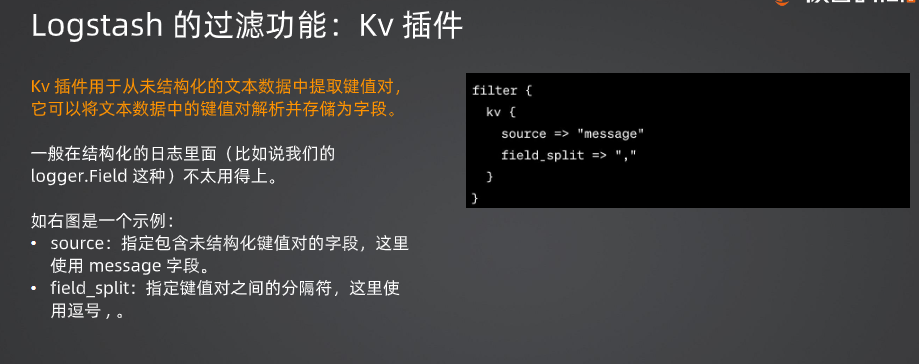 Logstash 的过滤功能：Kv 插件
Kv 插件用于从未结构化的文本数据中提取键值对，
它可以将文本数据中的键值对解析并存储为字段。
一般在结构化的日志里面（比如说我们的
logger.Field 这种）不太用得上。
如右图是一个示例：
• source：指定包含未结构化键值对的字段，这里
使用 message 字段。
• field_split：指定键值对之间的分隔符，这里使
用逗号 , 。
filter {
kv {
source => "message"
field_split => ","
}
}